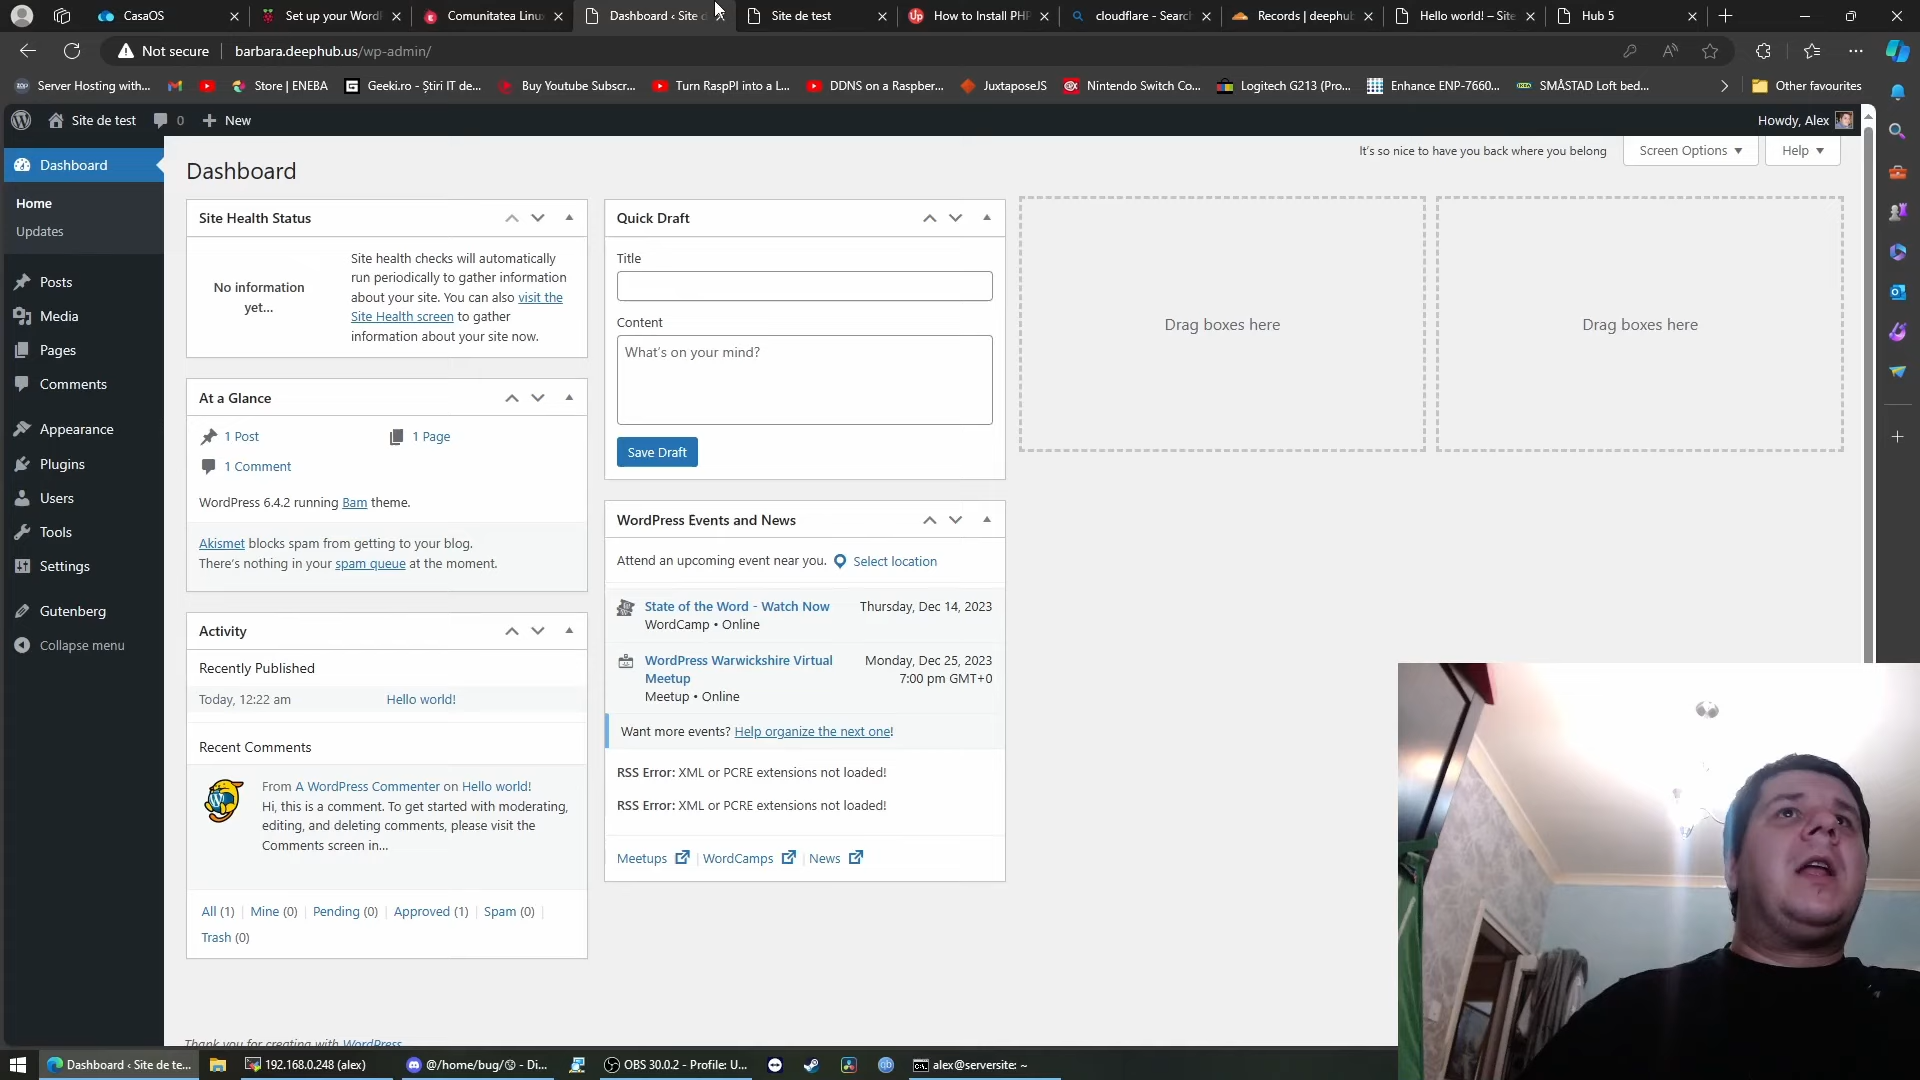 CasaOS
Set up your WordP
Comunitatea Linu
Dashboard ‹ Site d
Site de test
How to Install PHP
cloudflare - Search
Records | deephub
Hello world! – Site
Hub 5
Not secure
barbara.deephub.us/wp-admin/
Server Hosting with...
Store | ENEBA
Geeki.ro - Știri IT de...
Buy Youtube Subscr...
Turn RaspPI into a L...
DDNS on a Raspber...
JuxtaposeJS
Nintendo Switch Co...
Logitech G213 (Pro...
Enhance ENP-7660...
SMÅSTAD Loft bed...
Other favourites
Site de test
0
New
Howdy, Alex
Dashboard
Home
Updates
Posts
Media
Pages
Comments
Appearance
Plugins
Users
Tools
Settings
Gutenberg
Collapse menu
It's so nice to have you back where you belong
Screen Options
Help
Dashboard
Site Health Status
No information
yet...
Site health checks will automatically
run periodically to gather information
about your site. You can also visit the
Site Health screen to gather
information about your site now.
At a Glance
1 Post
1 Page
1 Comment
WordPress 6.4.2 running Bam theme.
Akismet blocks spam from getting to your blog.
There's nothing in your spam queue at the moment.
Activity
Recently Published
Today, 12:22 am
Hello world!
Recent Comments
From A WordPress Commenter on Hello world!
Hi, this is a comment. To get started with moderating,
editing, and deleting comments, please visit the
Comments screen in...
All (1) | Mine (0) | Pending (0) | Approved (1) | Spam (0) |
Trash (0)
Quick Draft
Title
Content
What's on your mind?
Save Draft
WordPress Events and News
Attend an upcoming event near you.
Select location
State of the Word - Watch Now
Thursday, Dec 14, 2023
WordCamp • Online
WordPress Warwickshire Virtual
Meetup
Monday, Dec 25, 2023
7:00 pm GMT+0
Meetup • Online
Want more events? Help organize the next one!
RSS Error: XML or PCRE extensions not loaded!
RSS Error: XML or PCRE extensions not loaded!
Meetups | WordCamps | News
Drag boxes here
Drag boxes here
Thank you for creating with WordPress.
Dashboard ‹ Site de te...
192.168.0.248 (alex)
OBS 30.0.2 - Profile: U...
alex@serversite: ~